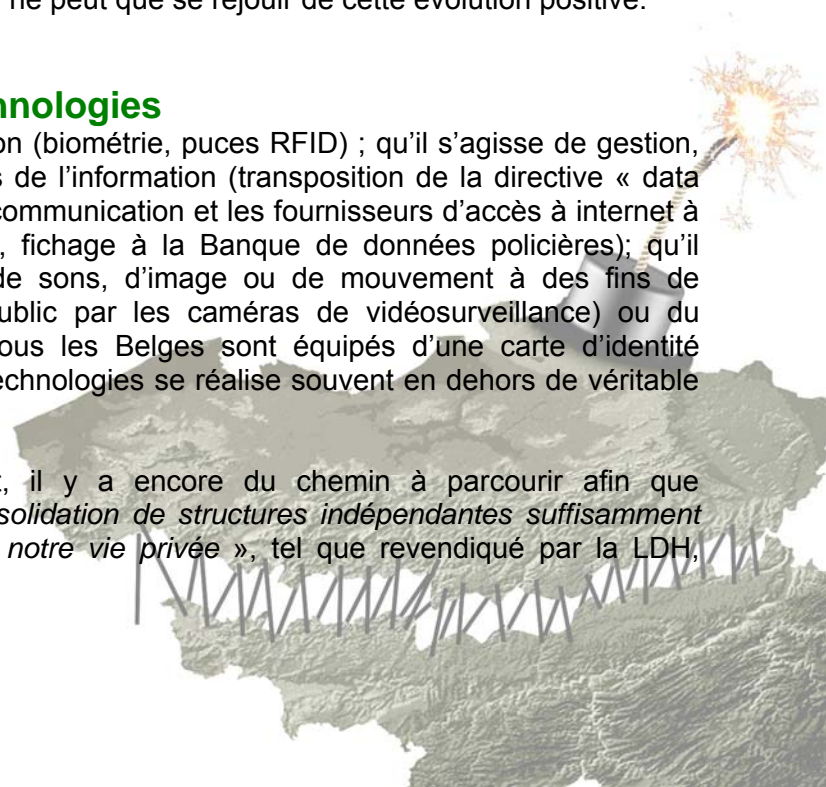 ne peut que se réjouir de cette évolution positive.
hnologies
on (biométrie, puces RFID) ; qu’il s’agisse de gestion,
s de l’information (transposition de la directive « data
communication et les fournisseurs d’accès à internet à
, fichage à la Banque de données policières); qu’il
de sons, d’image ou de mouvement à des fins de
ublic par les caméras de vidéosurveillance) ou du
ous les Belges sont équipés d’une carte d’identité
echnologies se réalise souvent en dehors de véritable
t, il y a encore du chemin à parcourir afin que
solidation de structures indépendantes suffisamment
notre vie privée », tel que revendiqué par la LDH,